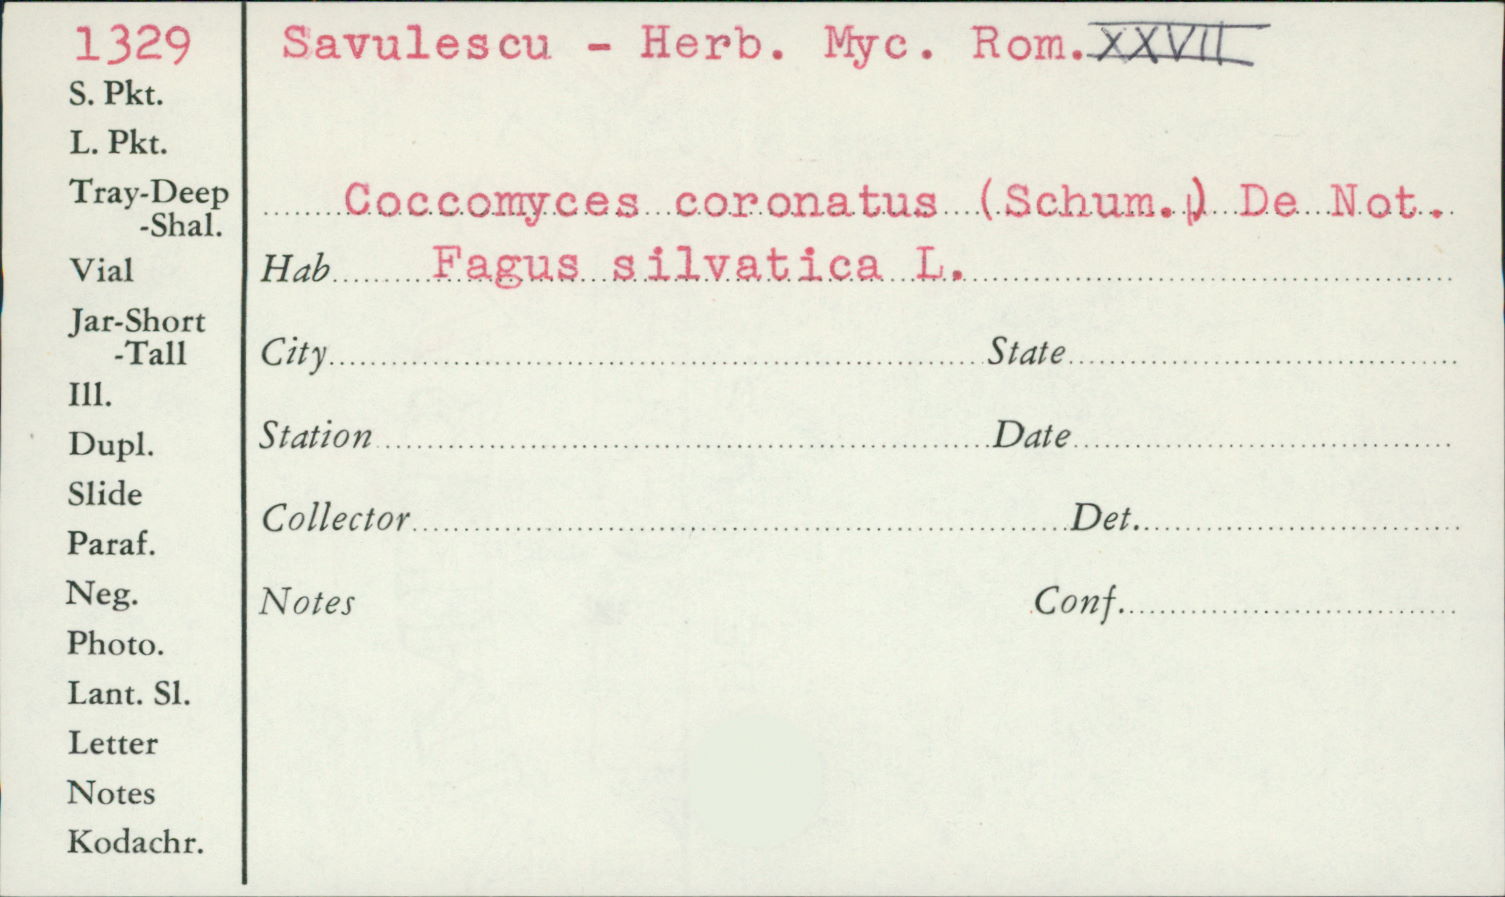 1329
Savulescu - Herb. Myc. Rom. XXVII
S. Pkt.
L. Pkt.
Tray-Deep
-Shal.
Vial
Jar-Short
-Tall
Ill.
Dupl.
Slide
Paraf.
Neg.
Photo.
Lant. Sl.
Letter
Notes
Kodachr.
Coccomyces coronatus (Schum.) De Not.
Hab. Fagus silvatica L.
City State
Station Date
Collector Det.
Notes Conf.